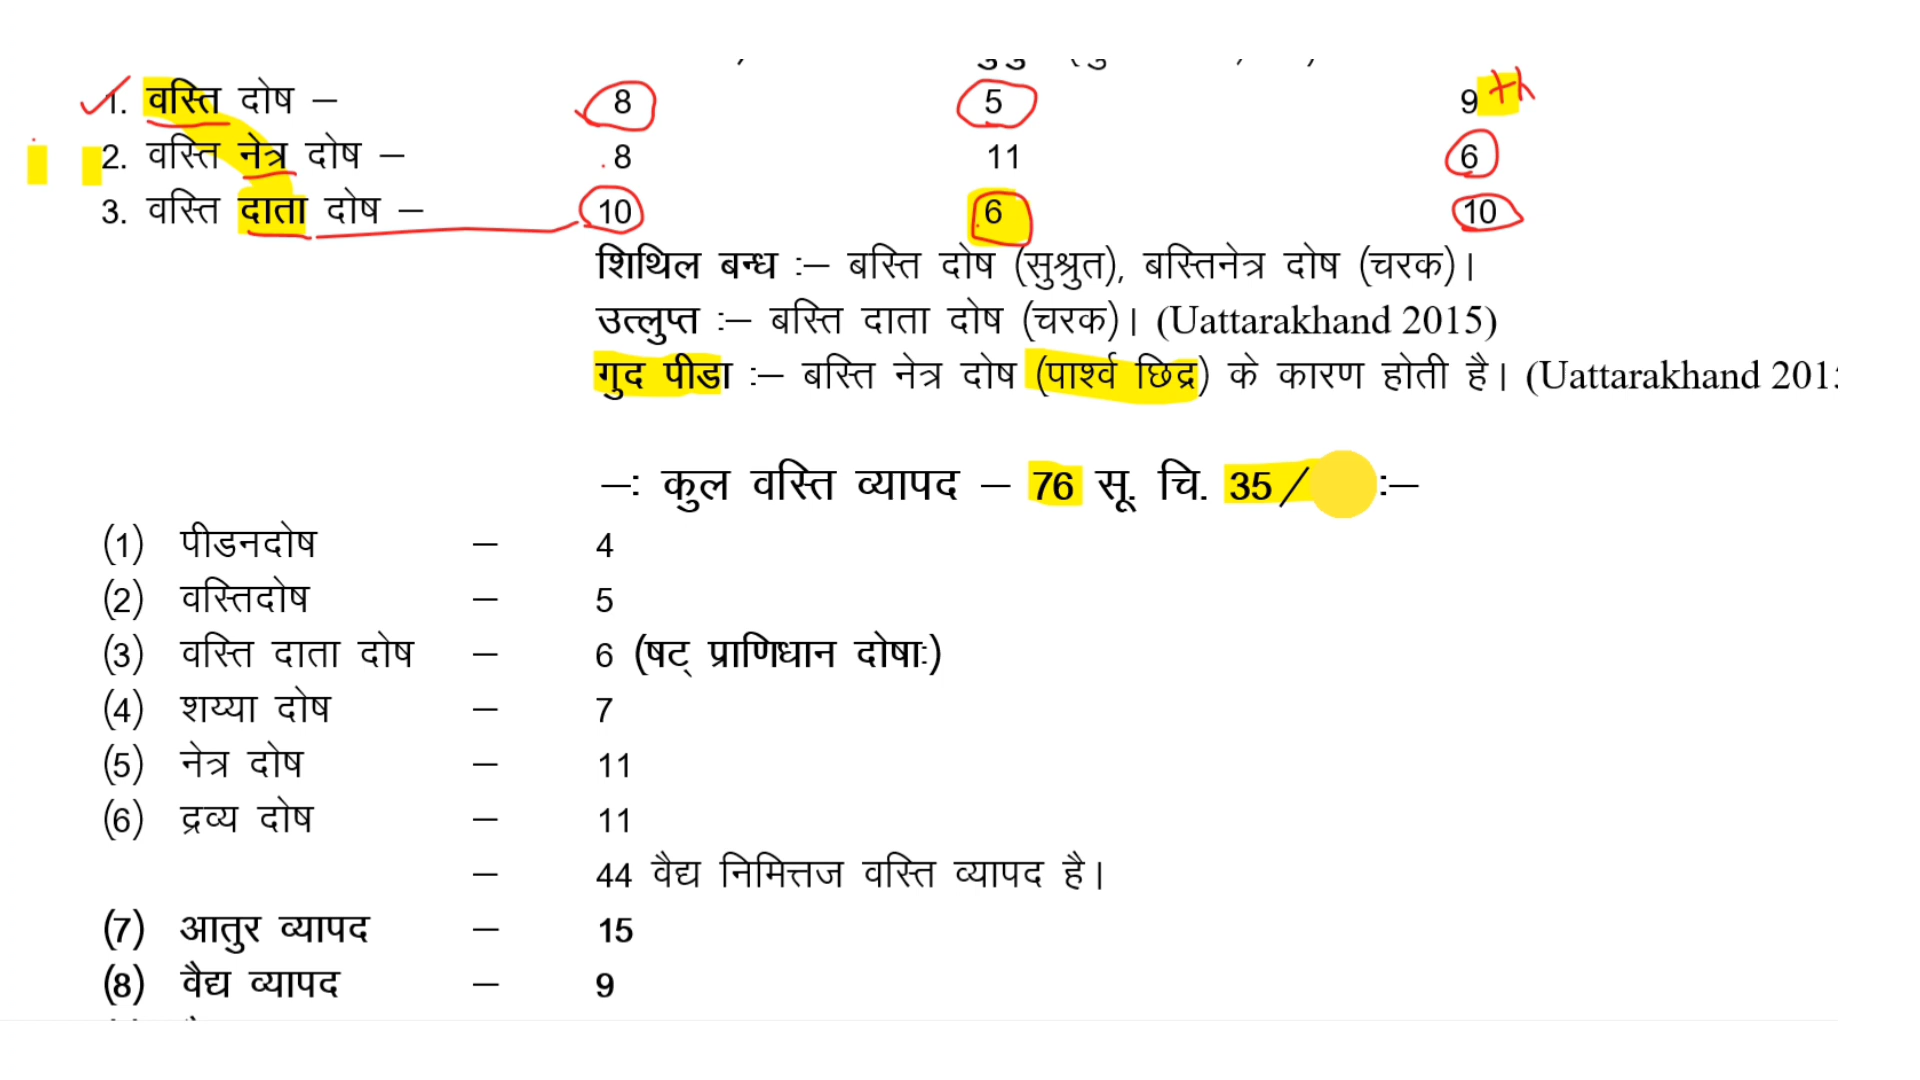 1. वस्ति दोष – 8 5 9
2. वस्ति नेत्र दोष – 8 11 6
3. वस्ति दाता दोष – 10 6 10
शिथिल बन्ध :– बस्ति दोष (सुश्रुत), बस्तिनेत्र दोष (चरक)।
उत्लुप्त :– बस्ति दाता दोष (चरक)। (Uattarakhand 2015)
गुद पीडा :– बस्ति नेत्र दोष (पार्श्व छिद्र) के कारण होती है। (Uattarakhand 201
–: कुल वस्ति व्यापद – 76 सू. चि. 35/ :–
(1) पीडनदोष – 4
(2) वस्तिदोष – 5
(3) वस्ति दाता दोष – 6 (षट् प्राणिधान दोषाः)
(4) शय्या दोष – 7
(5) नेत्र दोष – 11
(6) द्रव्य दोष – 11
– 44 वैद्य निमित्तज वस्ति व्यापद है।
(7) आतुर व्यापद – 15
(8) वैद्य व्यापद – 9